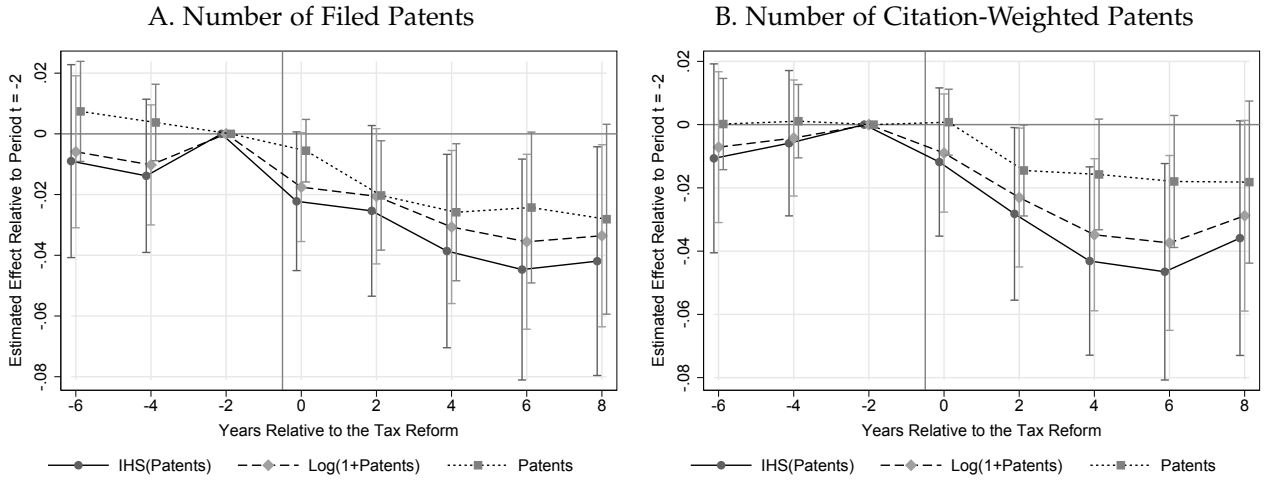 A. Number of Filed Patents
Estimated Effect Relative to Period t = -2
.02
0
-.02
-.04
-.06
-.08
-6 -4 -2 0 2 4 6 8
Years Relative to the Tax Reform
IHS(Patents) Log(1+Patents) Patents
B. Number of Citation-Weighted Patents
Estimated Effect Relative to Period t = -2
.02
0
-.02
-.04
-.06
-.08
-6 -4 -2 0 2 4 6 8
Years Relative to the Tax Reform
IHS(Patents) Log(1+Patents) Patents